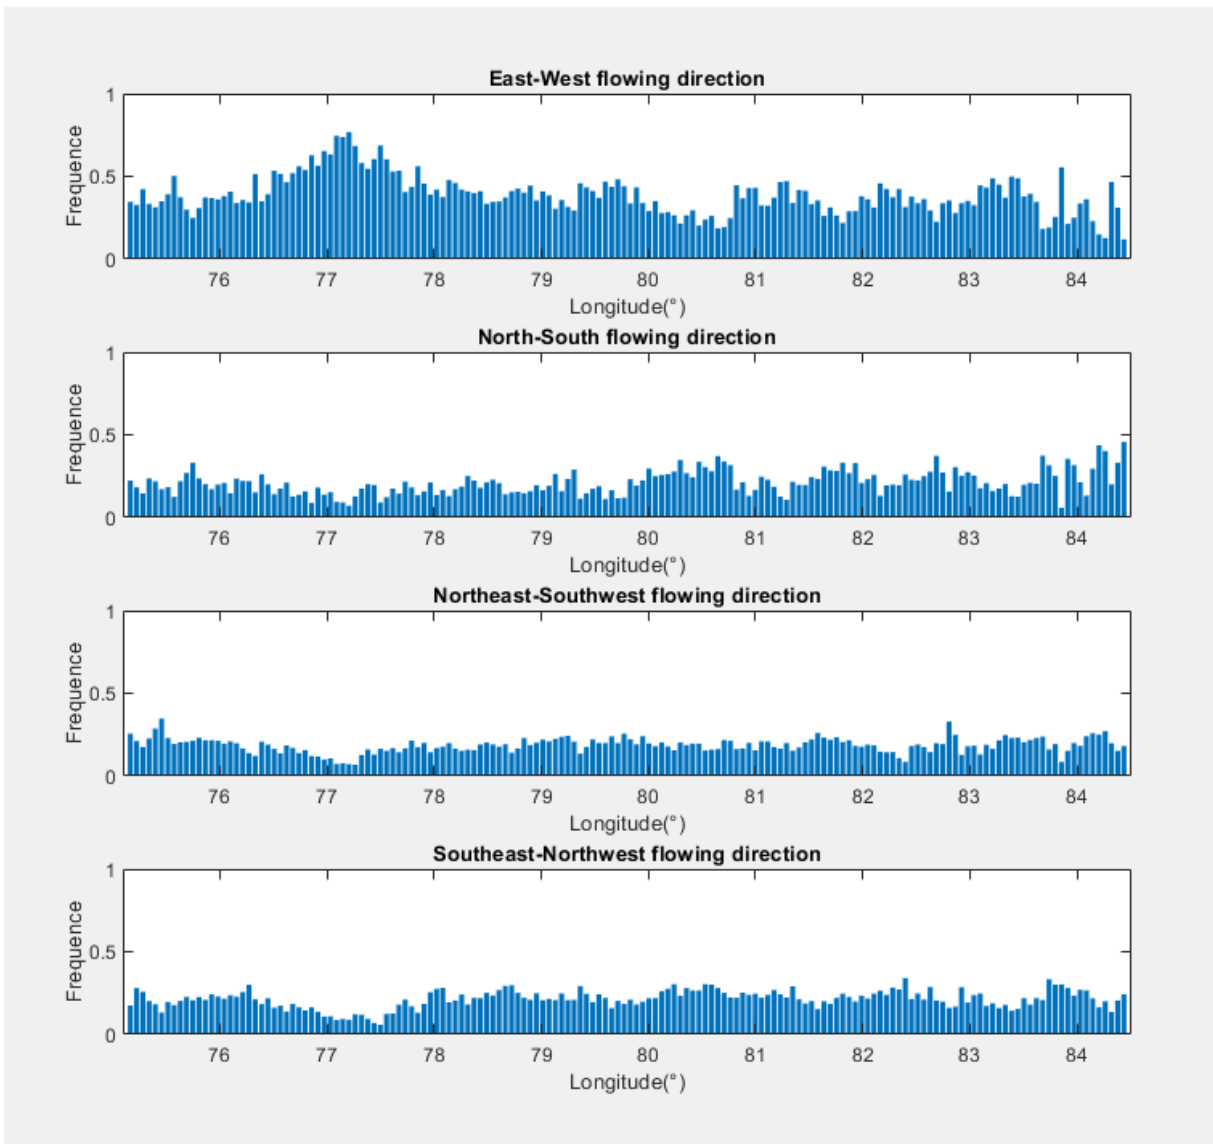 East-West flowing direction
1
0.5
0
Frequence
76 77 78 79 80 81 82 83 84
Longitude(°)
North-South flowing direction
1
0.5
0
Frequence
76 77 78 79 80 81 82 83 84
Longitude(°)
Northeast-Southwest flowing direction
1
0.5
0
Frequence
76 77 78 79 80 81 82 83 84
Longitude(°)
Southeast-Northwest flowing direction
1
0.5
0
Frequence
76 77 78 79 80 81 82 83 84
Longitude(°)